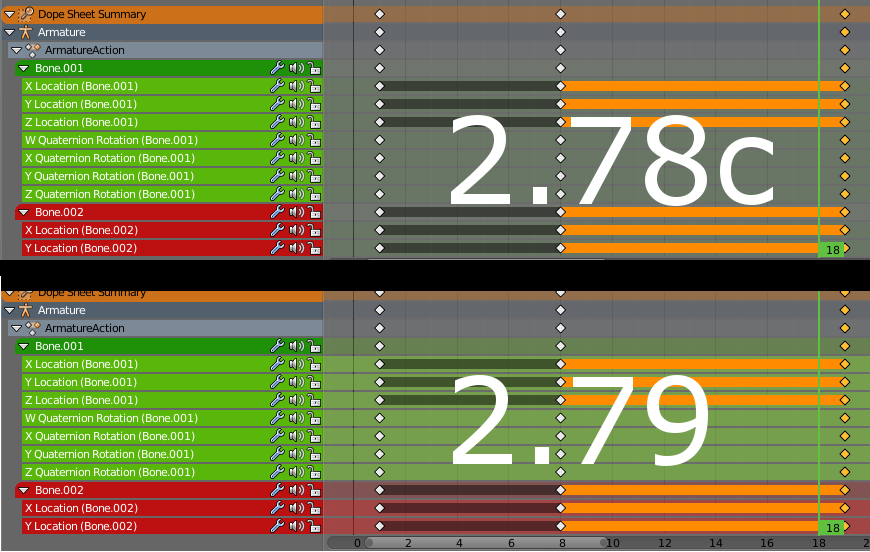 Dope Sheet Summary
Armature
ArmatureAction
Bone.001
X Location (Bone.001)
Y Location (Bone.001)
Z Location (Bone.001)
W Quaternion Rotation (Bone.001)
X Quaternion Rotation (Bone.001)
Y Quaternion Rotation (Bone.001)
Z Quaternion Rotation (Bone.001)
Bone.002
X Location (Bone.002)
Y Location (Bone.002)
2.78c
18
Dope Sheet Summary
Armature
ArmatureAction
Bone.001
X Location (Bone.001)
Y Location (Bone.001)
Z Location (Bone.001)
W Quaternion Rotation (Bone.001)
X Quaternion Rotation (Bone.001)
Y Quaternion Rotation (Bone.001)
Z Quaternion Rotation (Bone.001)
Bone.002
X Location (Bone.002)
Y Location (Bone.002)
2.79
18
0 2 4 6 8 10 12 14 16 18 2